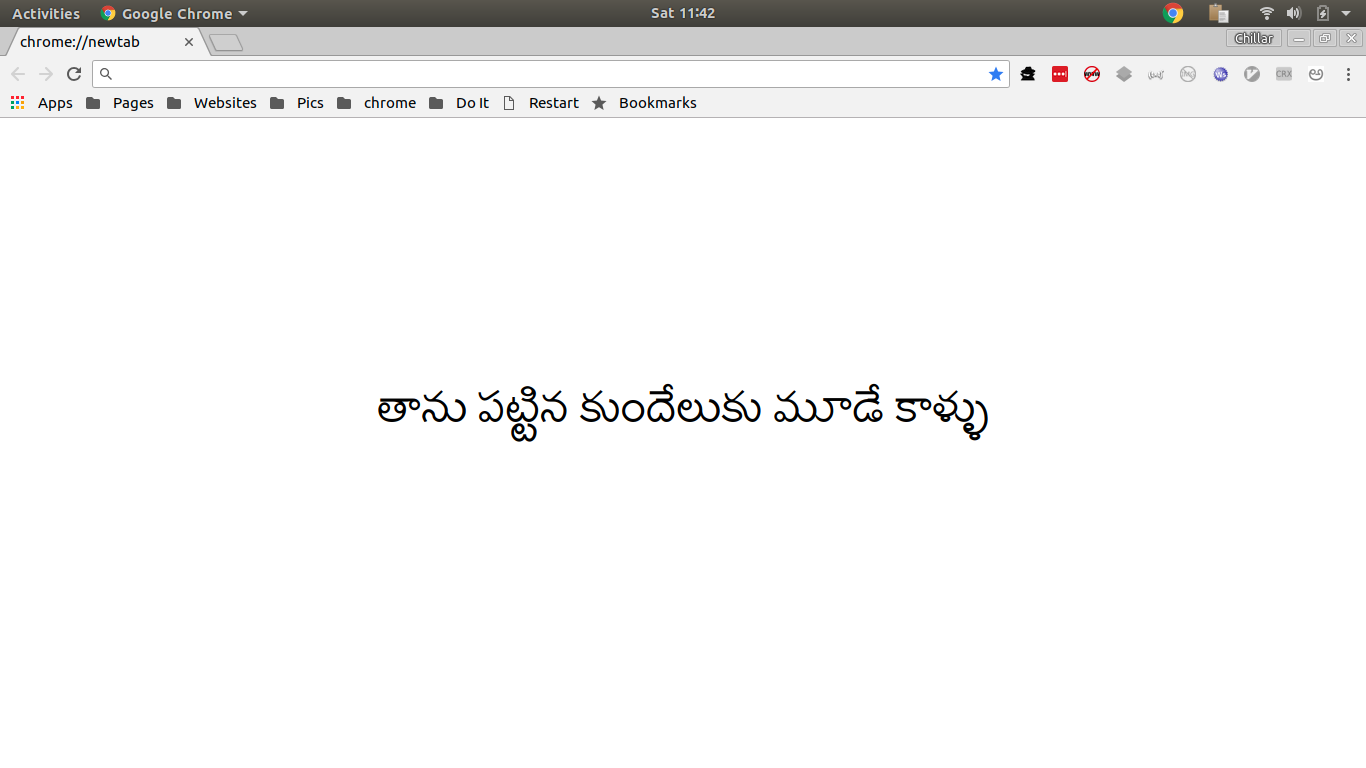 Activities Google Chrome Sat 11:42
chrome://newtab Chillar
CRX
Apps Pages Websites Pics chrome Do It Restart Bookmarks
తాను పట్టిన కుందేలుకు మూడే కాళ్ళు